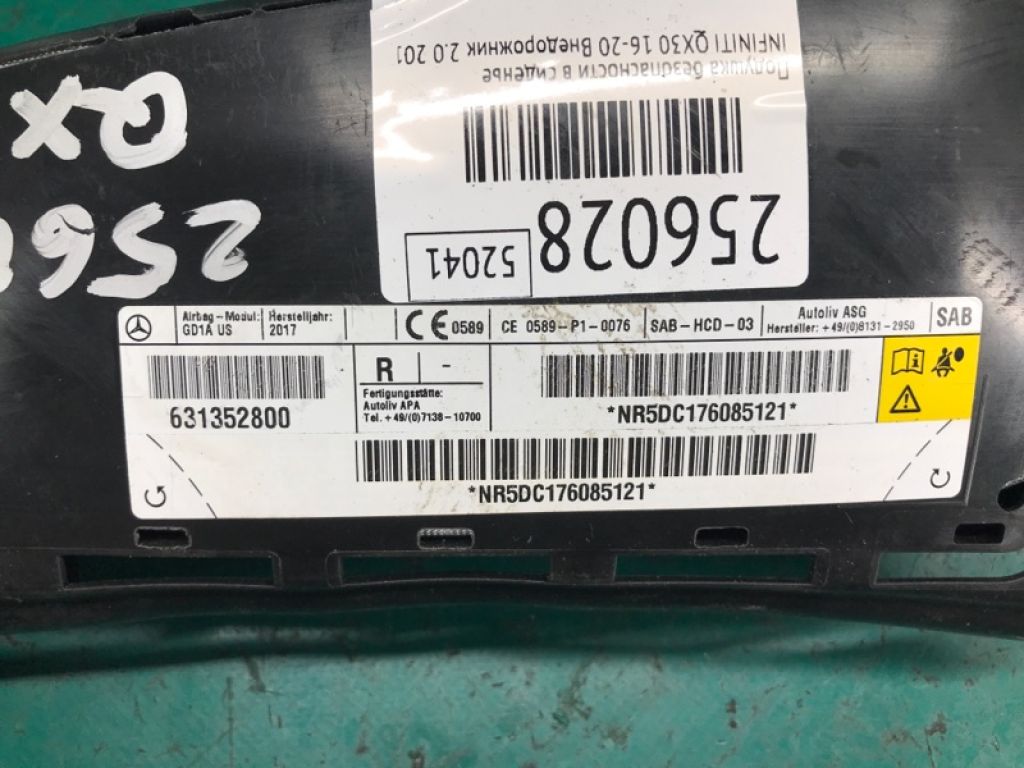 INFINITI QX30 16-20 Внедорожник 2.0 201
Подушка безопасности в сиденье
256028
52041
QX
256
Airbag-Modul:
GD1A US
Herstelljahr:
2017
CE 0589
CE 0589-P1-0076
SAB-HCD-03
Autoliv ASG
Hersteller: +49/(0)8131-2950
SAB
631352800
R
-
Fertigungsstätte:
Autoliv APA
Tel. +49/(0)7138-10700
*NR5DC176085121*
*NR5DC176085121*